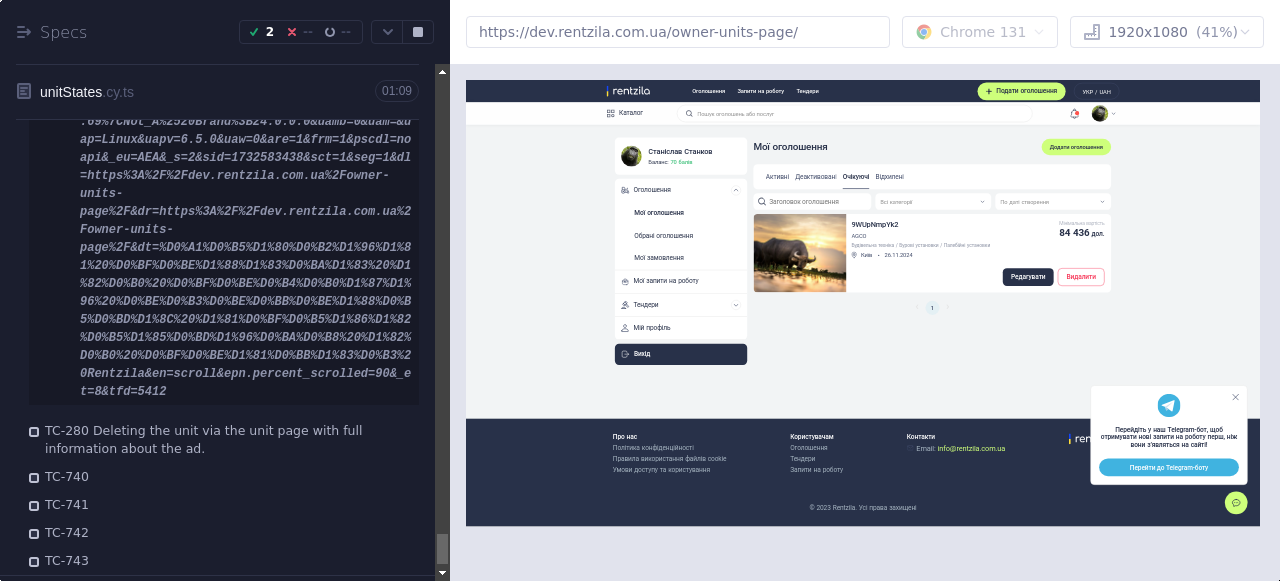 Specs
2
--
--
https://dev.rentzila.com.ua/owner-units-page/
Chrome 131
1920x1080 (41%)
unitStates.cy.ts
01:09
.69%7CNot_A%2520Brand%3B24.0.0.0&uamb=0&uam=&u
ap=Linux&uapv=6.5.0&uaw=0&are=1&frm=1&pscdl=no
api&_eu=AEA&_s=2&sid=1732583438&sct=1&seg=1&dl
=https%3A%2F%2Fdev.rentzila.com.ua%2Fowner-
units-
page%2F&dr=https%3A%2F%2Fdev.rentzila.com.ua%2
Fowner-units-
page%2F&dt=%D0%A1%D0%B5%D1%80%D0%B2%D1%96%D1%8
1%20%D0%BF%D0%BE%D1%88%D1%83%D0%BA%D1%83%20%D1
%82%D0%B0%20%D0%BF%D0%BE%D0%B4%D0%B0%D1%87%D1%
96%20%D0%BE%D0%B3%D0%BE%D0%BB%D0%BE%D1%88%D0%B
5%D0%BD%D1%8C%20%D1%81%D0%BF%D0%B5%D1%86%D1%82
%D0%B5%D1%85%D0%BD%D1%96%D0%BA%D0%B8%20%D1%82%
D0%B0%20%D0%BF%D0%BE%D1%81%D0%BB%D1%83%D0%B3%2
0Rentzila&en=scroll&epn.percent_scrolled=90&_e
t=8&tfd=5412
TC-280 Deleting the unit via the unit page with full
information about the ad.
TC-740
TC-741
TC-742
TC-743
rentzila
Оголошення
Запити на роботу
Тендери
Подати оголошення
УКР / UAH
Каталог
Пошук оголошень або послуг
Станіслав Станков
Баланс: 70 балів
Оголошення
Мої оголошення
Обрані оголошення
Мої замовлення
Мої запити на роботу
Тендери
Мій профіль
Вихід
Мої оголошення
Додати оголошення
Активні
Деактивовані
Очікуючі
Відхилені
Заголовок оголошення
Всі категорії
По даті створення
9WUpNmpYk2
AGCO
Будівельна техніка / Бурові установки / Палебійні установки
Київ • 26.11.2024
Мінімальна вартість:
84 436 дол.
Редагувати
Видалити
1
Перейдіть у наш Telegram-бот, щоб
отримувати нові запити на роботу перш, ніж
вони з'являться на сайті!
Перейти до Telegram-боту
Про нас
Політика конфіденційності
Правила використання файлів cookie
Умови доступу та користування
Користувачам
Оголошення
Тендери
Запити на роботу
Контакти
Email: info@rentzila.com.ua
ren
© 2023 Rentzila. Усі права захищені